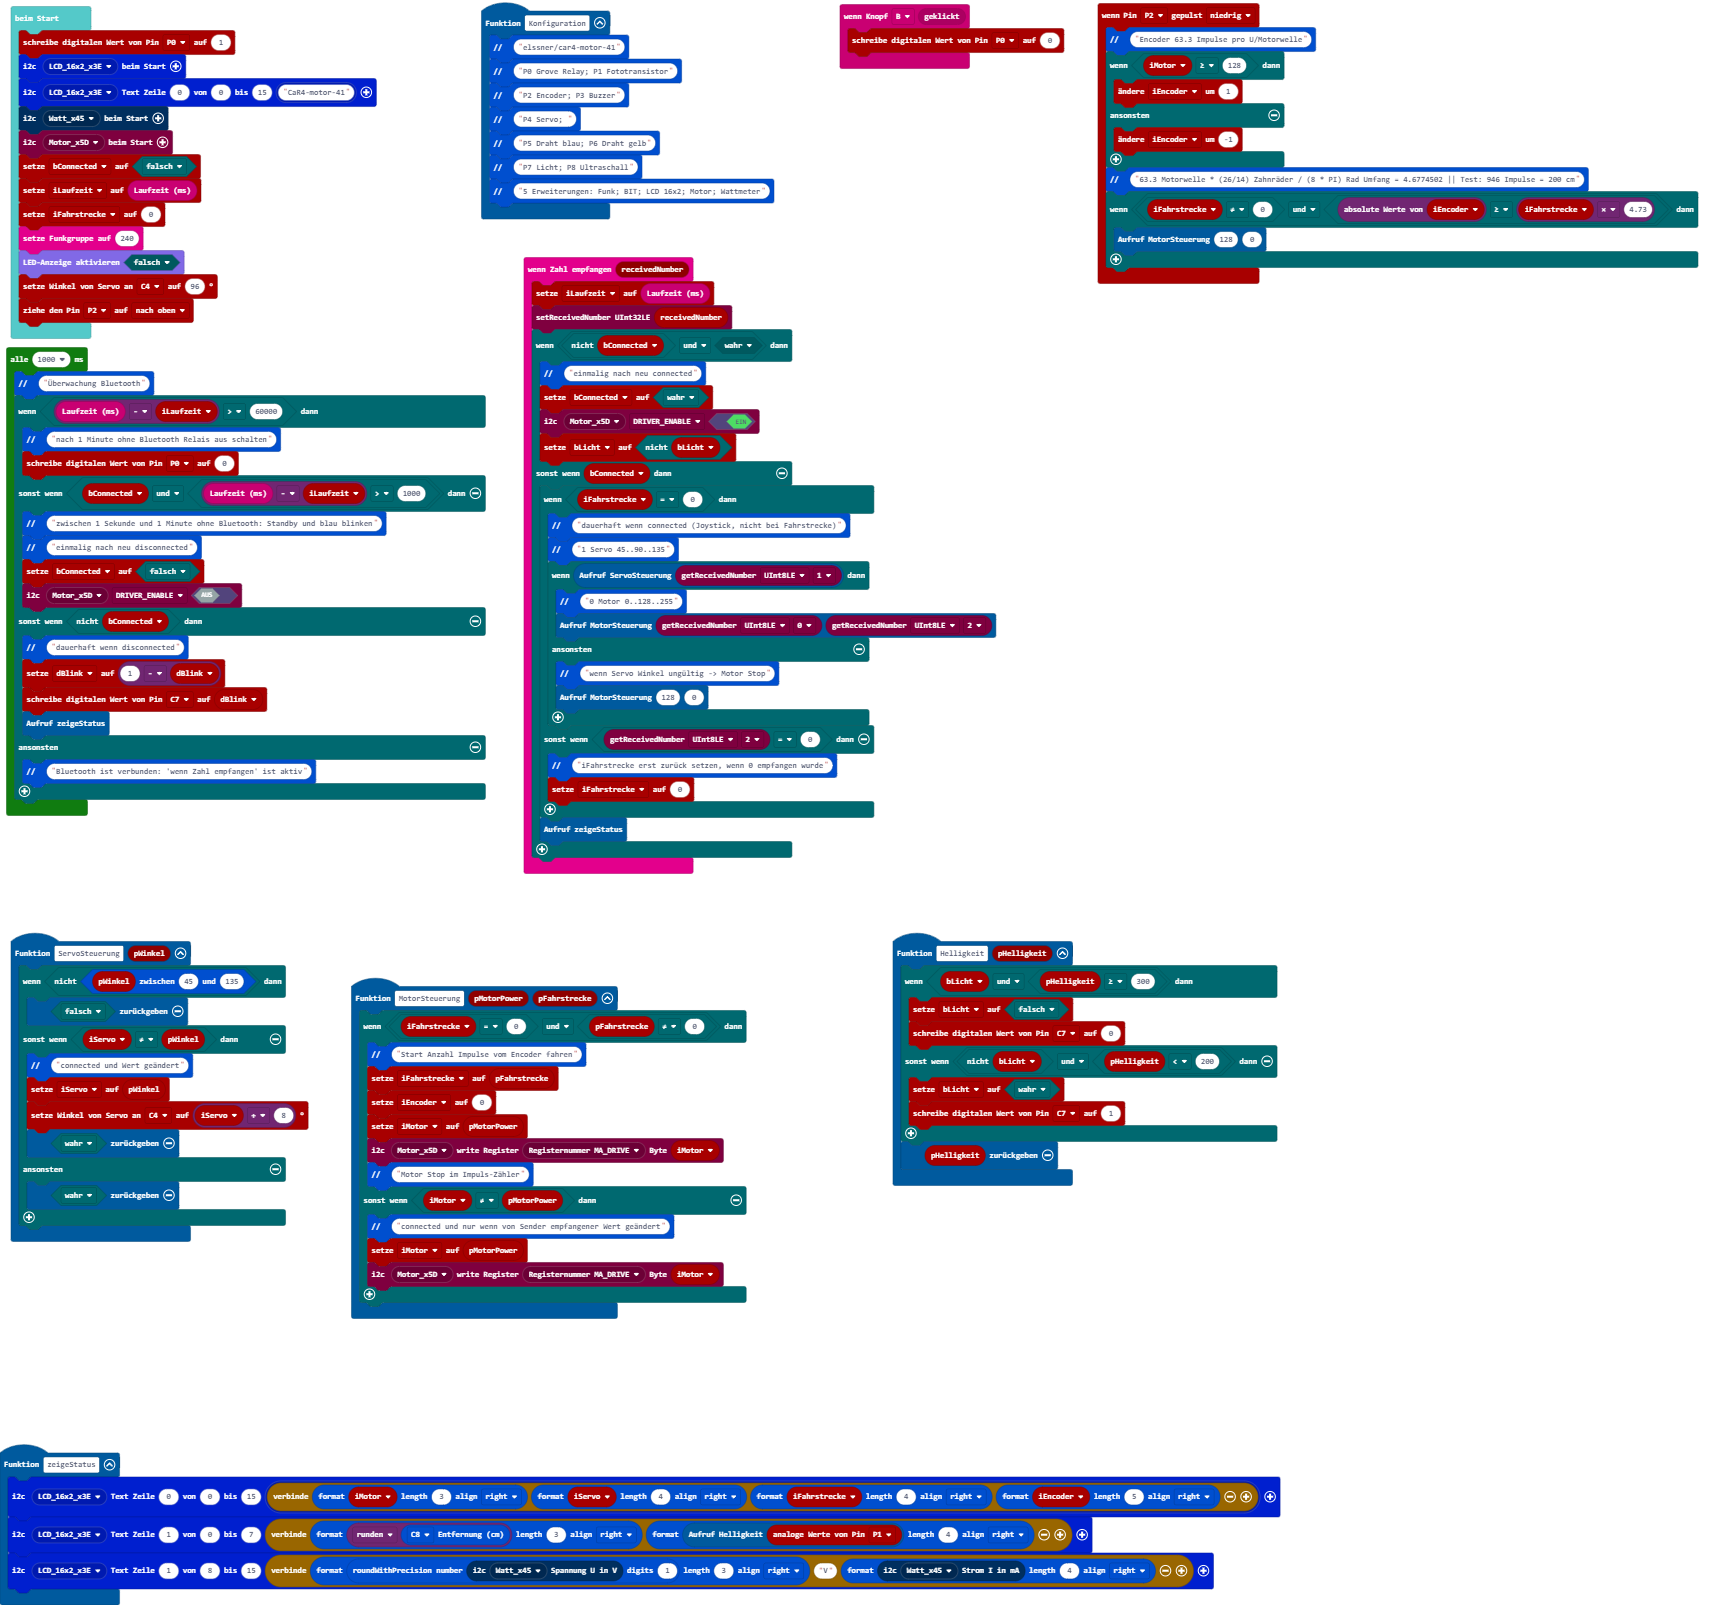 beim Start
schreibe digitalen Wert von Pin P0 auf 1
i2c LCD_16x2_x3E beim Start
i2c LCD_16x2_x3E Text Zeile 0 von 0 bis 15 "CaR4-motor-41"
i2c Watt_x45 beim Start
i2c Motor_x5D beim Start
setze bConnected auf falsch
setze iLaufzeit auf Laufzeit (ms)
setze iFahrstrecke auf 0
setze Funkgruppe auf 240
LED-Anzeige aktivieren falsch
setze Winkel von Servo an C4 auf 96 °
ziehe den Pin P2 auf nach oben
alle 1000 ms
// "Überwachung Bluetooth"
wenn Laufzeit (ms) - iLaufzeit > 60000 dann
// "nach 1 Minute ohne Bluetooth Relais aus schalten"
schreibe digitalen Wert von Pin P0 auf 0
sonst wenn bConnected und Laufzeit (ms) - iLaufzeit > 1000 dann
// "zwischen 1 Sekunde und 1 Minute ohne Bluetooth: Standby und blau blinken"
// "einmalig nach neu disconnected"
setze bConnected auf falsch
i2c Motor_x5D DRIVER_ENABLE AUS
sonst wenn nicht bConnected dann
// "dauerhaft wenn disconnected"
setze dBlink auf 1 - dBlink
schreibe digitalen Wert von Pin C7 auf dBlink
Aufruf zeigeStatus
ansonsten
// "Bluetooth ist verbunden: 'wenn Zahl empfangen' ist aktiv"
Funktion Konfiguration
// "elssner/car4-motor-41"
// "P0 Grove Relay; P1 Fototransistor"
// "P2 Encoder; P3 Buzzer"
// "P4 Servo; "
// "P5 Draht blau; P6 Draht gelb"
// "P7 Licht; P8 Ultraschall"
// "5 Erweiterungen: Funk; BIT; LCD 16x2; Motor; Wattmeter"
wenn Knopf B geklickt
schreibe digitalen Wert von Pin P0 auf 0
wenn Pin P2 gepulst niedrig
// "Encoder 63.3 Impulse pro U/Motorwelle"
wenn iMotor ≥ 128 dann
ändere iEncoder um 1
ansonsten
ändere iEncoder um -1
// "63.3 Motorwelle * (26/14) Zahnräder / (8 * PI) Rad Umfang = 4.6774502 || Test: 946 Impulse = 200 cm"
wenn iFahrstrecke ≠ 0 und absolute Werte von iEncoder ≥ iFahrstrecke × 4.73 dann
Aufruf MotorSteuerung 128 0
wenn Zahl empfangen receivedNumber
setze iLaufzeit auf Laufzeit (ms)
setReceivedNumber UInt32LE receivedNumber
wenn nicht bConnected und wahr dann
// "einmalig nach neu connected"
setze bConnected auf wahr
i2c Motor_x5D DRIVER_ENABLE EIN
setze bLicht auf nicht bLicht
sonst wenn bConnected dann
wenn iFahrstrecke = 0 dann
// "dauerhaft wenn connected (Joystick, nicht bei Fahrstrecke)"
// "1 Servo 45..90..135"
wenn Aufruf ServoSteuerung getReceivedNumber UInt8LE 1 dann
// "0 Motor 0..128..255"
Aufruf MotorSteuerung getReceivedNumber UInt8LE 0 getReceivedNumber UInt8LE 2
ansonsten
// "wenn Servo Winkel ungültig -> Motor Stop"
Aufruf MotorSteuerung 128 0
sonst wenn getReceivedNumber UInt8LE 2 = 0 dann
// "iFahrstrecke erst zurück setzen, wenn 0 empfangen wurde"
setze iFahrstrecke auf 0
Aufruf zeigeStatus
Funktion ServoSteuerung pWinkel
wenn nicht pWinkel zwischen 45 und 135 dann
falsch zurückgeben
sonst wenn iServo ≠ pWinkel dann
// "connected und Wert geändert"
setze iServo auf pWinkel
setze Winkel von Servo an C4 auf iServo + 8 °
wahr zurückgeben
ansonsten
wahr zurückgeben
Funktion MotorSteuerung pMotorPower pFahrstrecke
wenn iFahrstrecke = 0 und pFahrstrecke ≠ 0 dann
// "Start Anzahl Impulse vom Encoder fahren"
setze iFahrstrecke auf pFahrstrecke
setze iEncoder auf 0
setze iMotor auf pMotorPower
i2c Motor_x5D write Register Registernummer MA_DRIVE Byte iMotor
// "Motor Stop im Impuls-Zähler"
sonst wenn iMotor ≠ pMotorPower dann
// "connected und nur wenn von Sender empfangener Wert geändert"
setze iMotor auf pMotorPower
i2c Motor_x5D write Register Registernummer MA_DRIVE Byte iMotor
Funktion Helligkeit pHelligkeit
wenn bLicht und pHelligkeit ≥ 300 dann
setze bLicht auf falsch
schreibe digitalen Wert von Pin C7 auf 0
sonst wenn nicht bLicht und pHelligkeit < 200 dann
setze bLicht auf wahr
schreibe digitalen Wert von Pin C7 auf 1
pHelligkeit zurückgeben
Funktion zeigeStatus
i2c LCD_16x2_x3E Text Zeile 0 von 0 bis 15 verbinde format iMotor length 3 align right format iServo length 4 align right format iFahrstrecke length 4 align right format iEncoder length 5 align right
i2c LCD_16x2_x3E Text Zeile 1 von 0 bis 7 verbinde format runden C8 Entfernung (cm) length 3 align right format Aufruf Helligkeit analoge Werte von Pin P1 length 4 align right
i2c LCD_16x2_x3E Text Zeile 1 von 8 bis 15 verbinde format roundWithPrecision number i2c Watt_x45 Spannung U in V digits 1 length 3 align right "V" format i2c Watt_x45 Strom I in mA length 4 align right